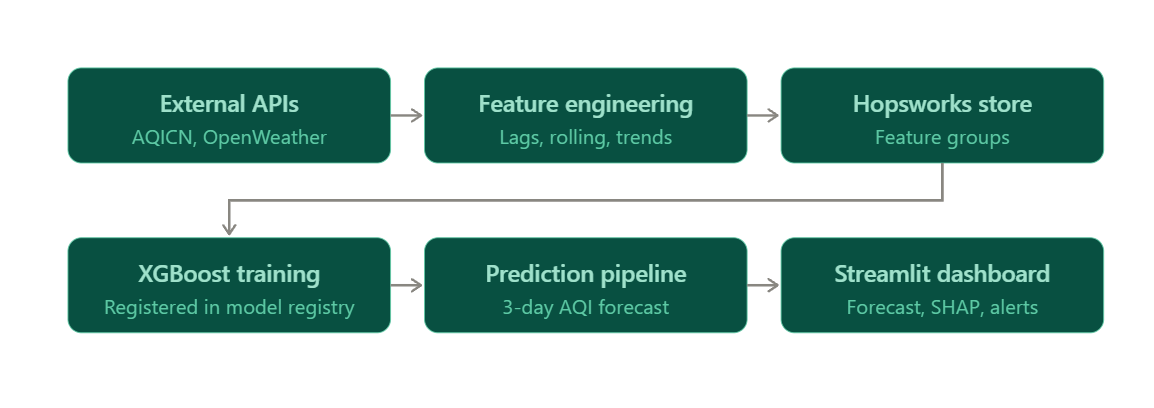 External APIs
AQICN, OpenWeather
Feature engineering
Lags, rolling, trends
Hopsworks store
Feature groups
XGBoost training
Registered in model registry
Prediction pipeline
3-day AQI forecast
Streamlit dashboard
Forecast, SHAP, alerts